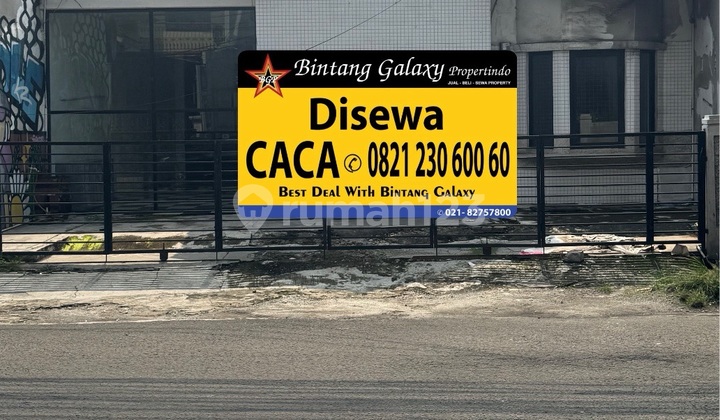 Bintang Galaxy Propertindo
JUAL - BELI - SEWA PROPERTY
BGP
Disewa
CACA ✆ 0821 230 600 60
BEST DEAL WITH BINTANG GALAXY
✆ 021- 82757800
rumah123